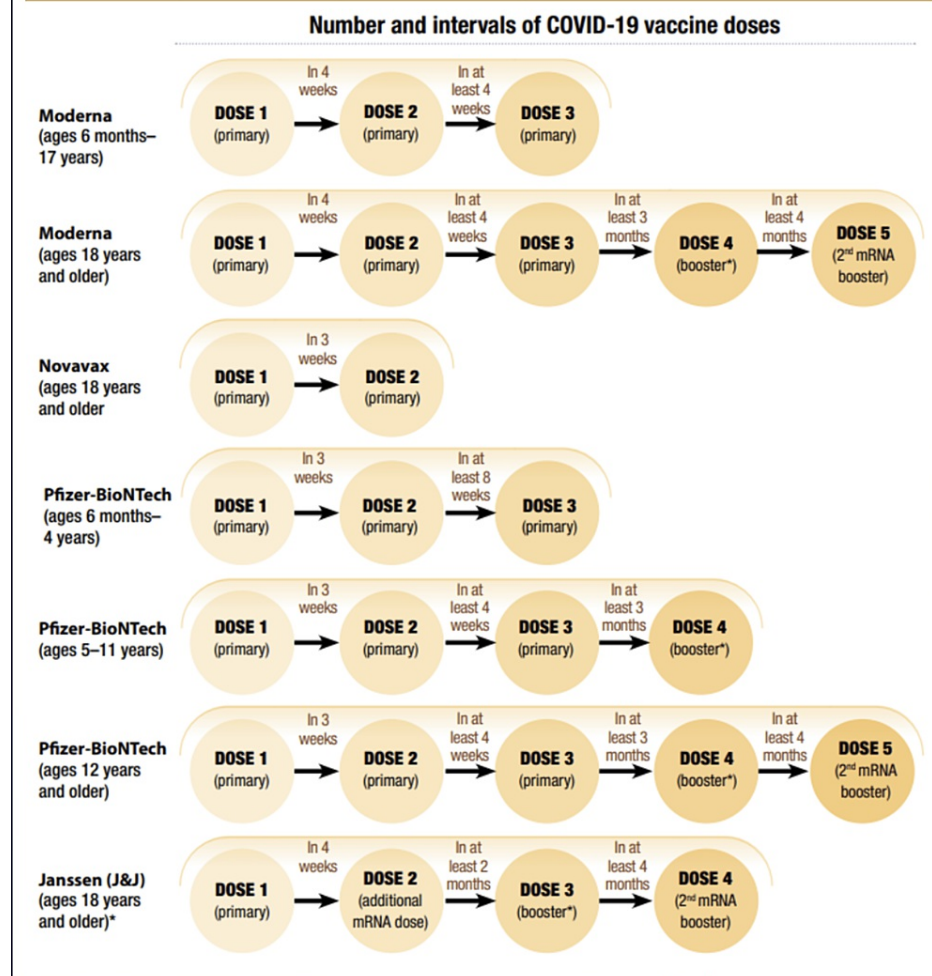 Number and intervals of COVID-19 vaccine doses
Moderna
(ages 6 months–
17 years)
DOSE 1
(primary)
In 4
weeks
DOSE 2
(primary)
In at
least 4
weeks
DOSE 3
(primary)
Moderna
(ages 18 years
and older)
DOSE 1
(primary)
In 4
weeks
DOSE 2
(primary)
In at
least 4
weeks
DOSE 3
(primary)
In at
least 3
months
DOSE 4
(booster*)
In at
least 4
months
DOSE 5
(2nd mRNA
booster)
Novavax
(ages 18 years
and older
DOSE 1
(primary)
In 3
weeks
DOSE 2
(primary)
Pfizer-BioNTech
(ages 6 months–
4 years)
DOSE 1
(primary)
In 3
weeks
DOSE 2
(primary)
In at
least 8
weeks
DOSE 3
(primary)
Pfizer-BioNTech
(ages 5–11 years)
DOSE 1
(primary)
In 3
weeks
DOSE 2
(primary)
In at
least 4
weeks
DOSE 3
(primary)
In at
least 3
months
DOSE 4
(booster*)
Pfizer-BioNTech
(ages 12 years
and older)
DOSE 1
(primary)
In 3
weeks
DOSE 2
(primary)
In at
least 4
weeks
DOSE 3
(primary)
In at
least 3
months
DOSE 4
(booster*)
In at
least 4
months
DOSE 5
(2nd mRNA
booster)
Janssen (J&J)
(ages 18 years
and older)*
DOSE 1
(primary)
In 4
weeks
DOSE 2
(additional
mRNA dose)
In at
least 2
months
DOSE 3
(booster*)
In at
least 4
months
DOSE 4
(2nd mRNA
booster)